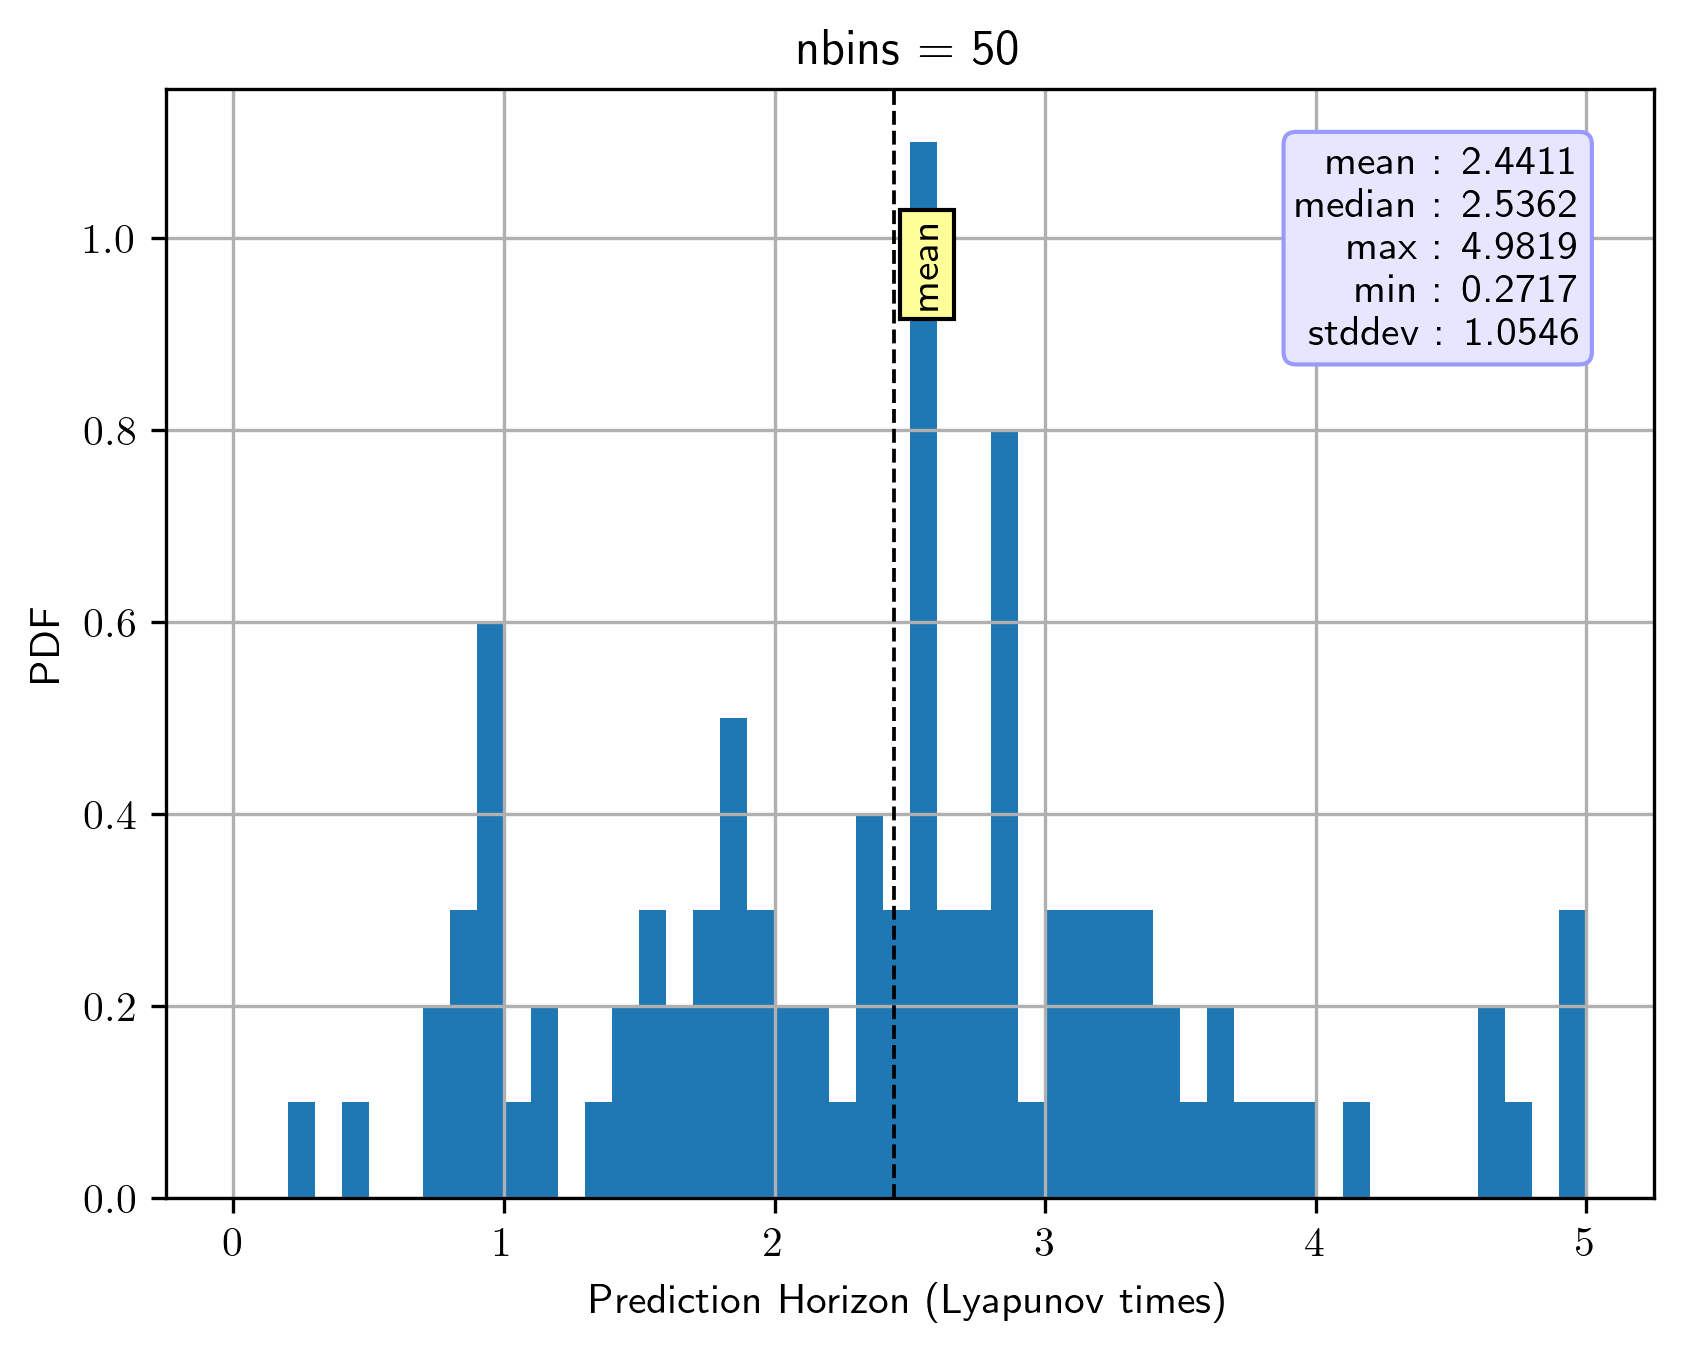 nbins = 50
mean : 2.4411
median : 2.5362
max : 4.9819
min : 0.2717
stddev : 1.0546
mean
PDF
1.0
0.8
0.6
0.4
0.2
0.0
0 1 2 3 4 5
Prediction Horizon (Lyapunov times)